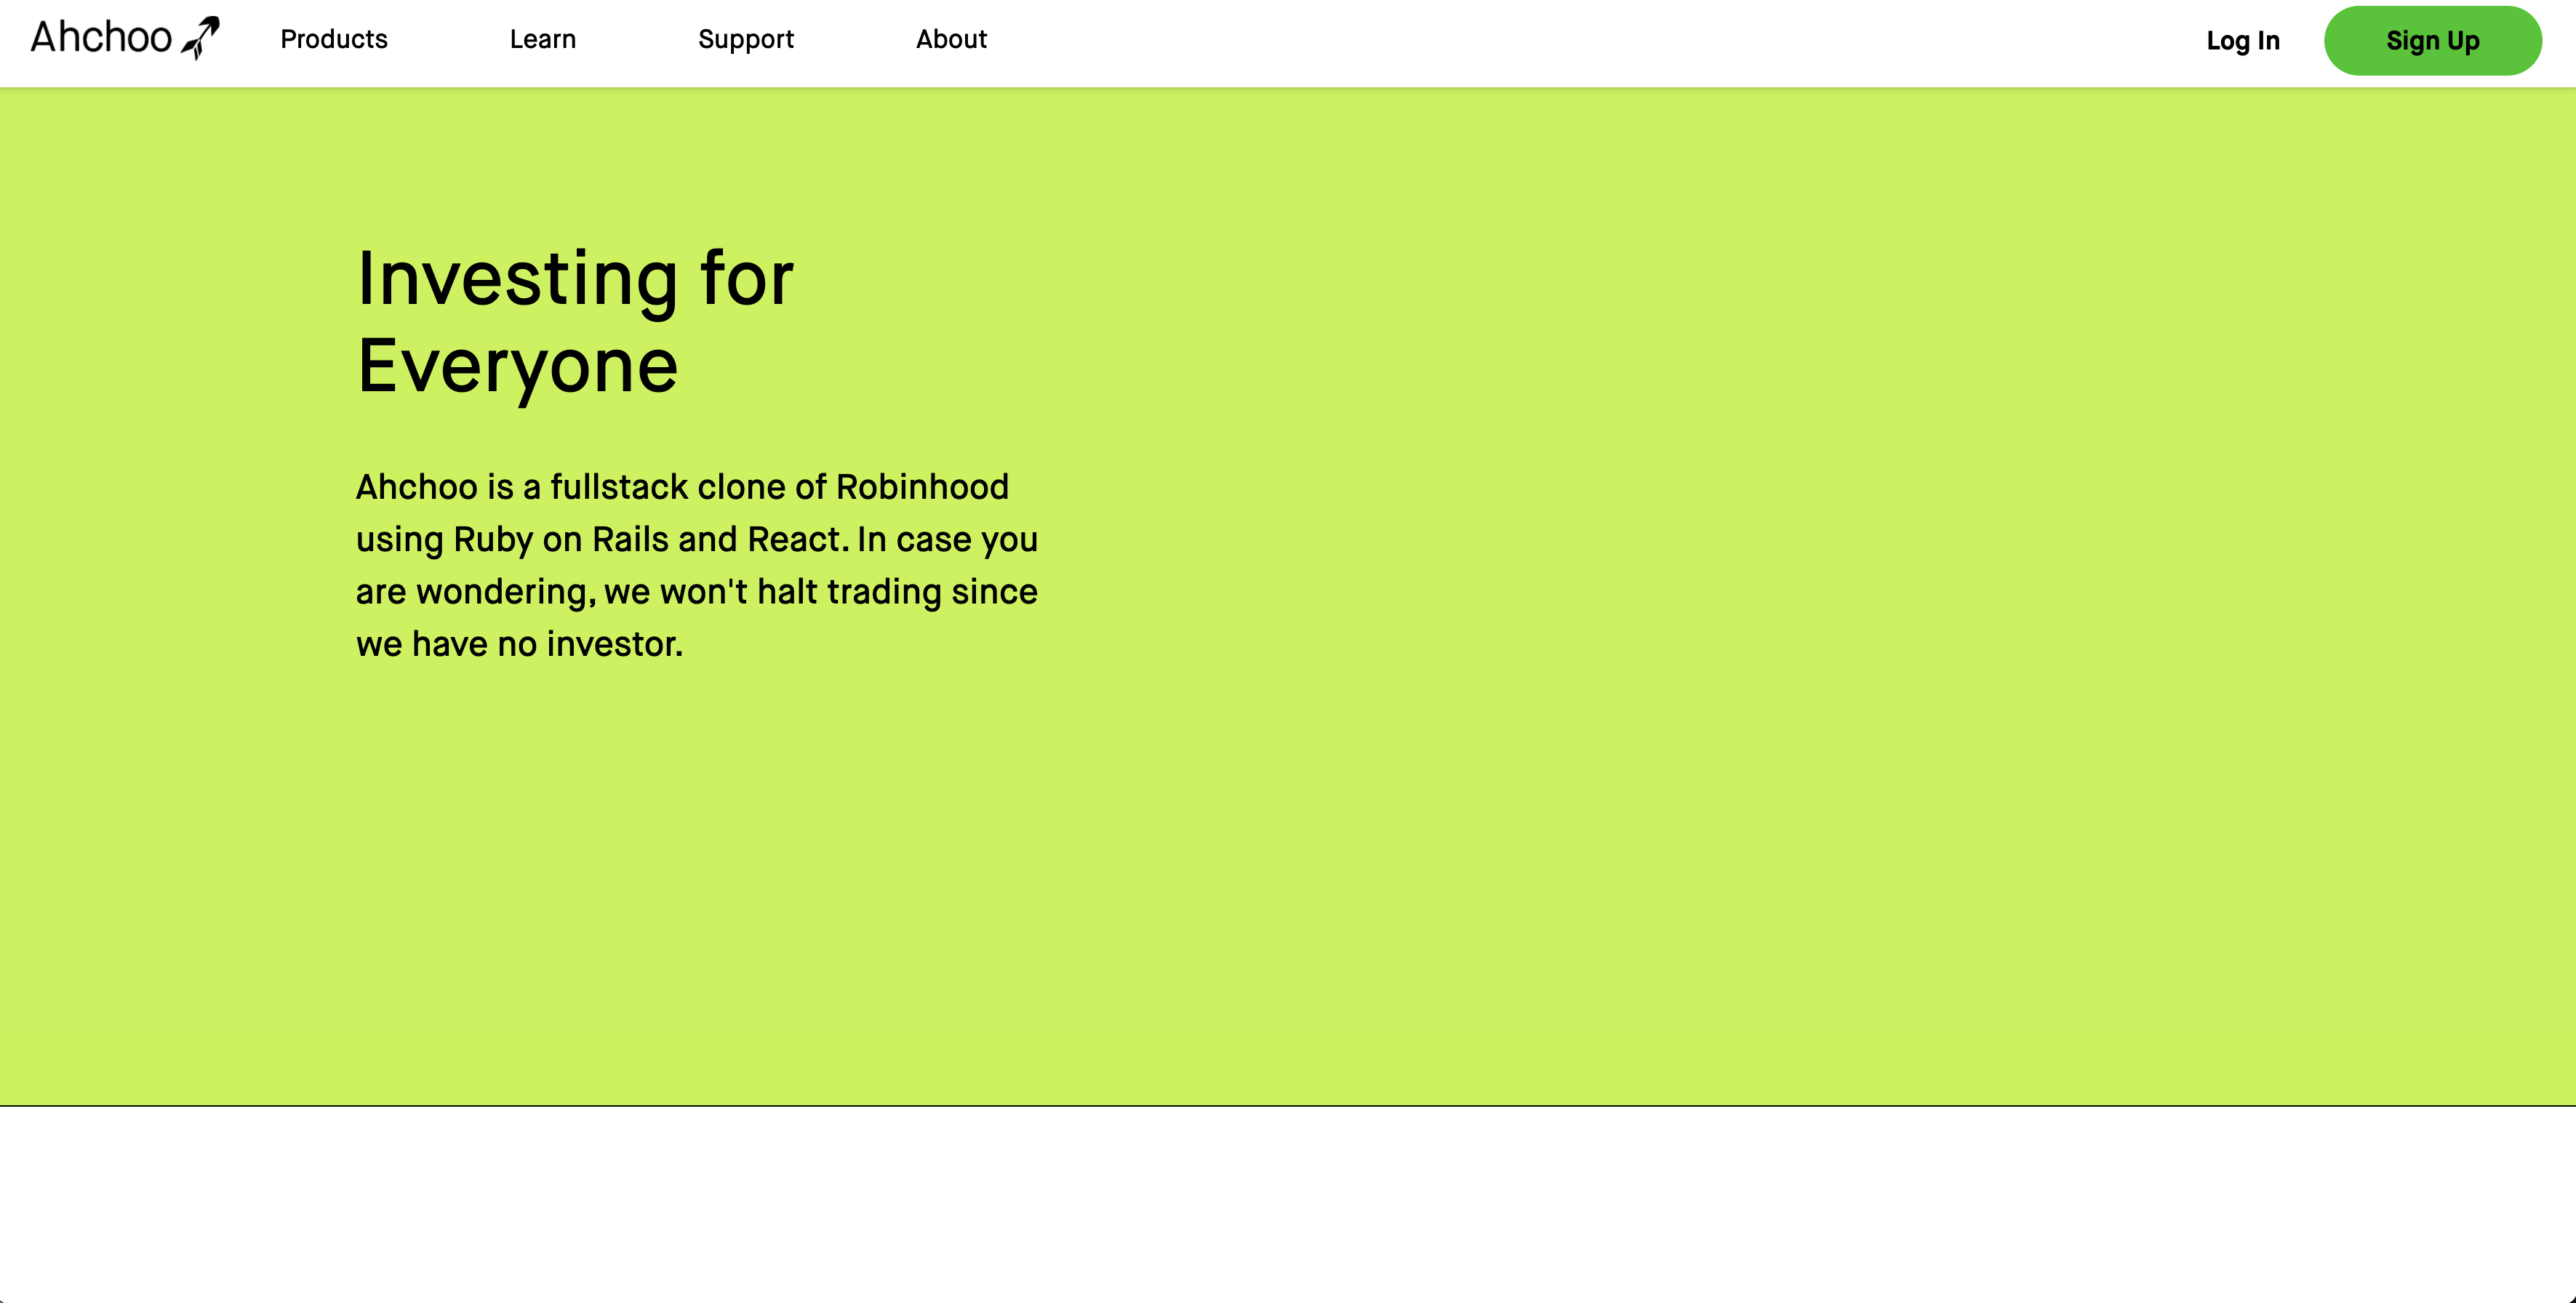 Ahchoo
Products
Learn
Support
About
Log In
Sign Up
Investing for
Everyone
Ahchoo is a fullstack clone of Robinhood
using Ruby on Rails and React. In case you
are wondering, we won't halt trading since
we have no investor.